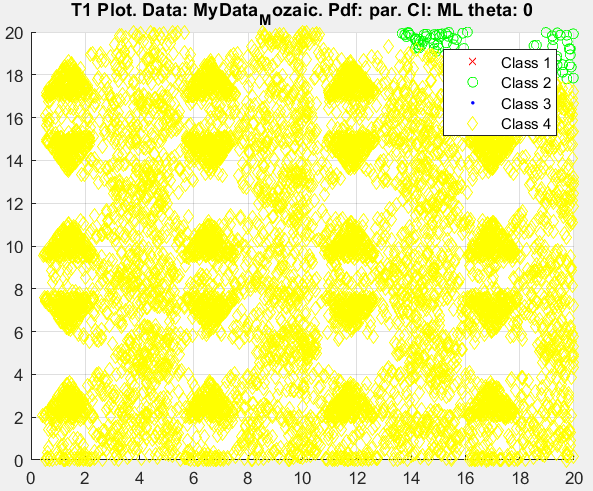 T1 Plot. Data: MyData_Mozaic. Pdf: par. Cl: ML theta: 0
20
18
16
14
12
10
8
6
4
2
0
Class 1
Class 2
Class 3
Class 4
0 2 4 6 8 10 12 14 16 18 20